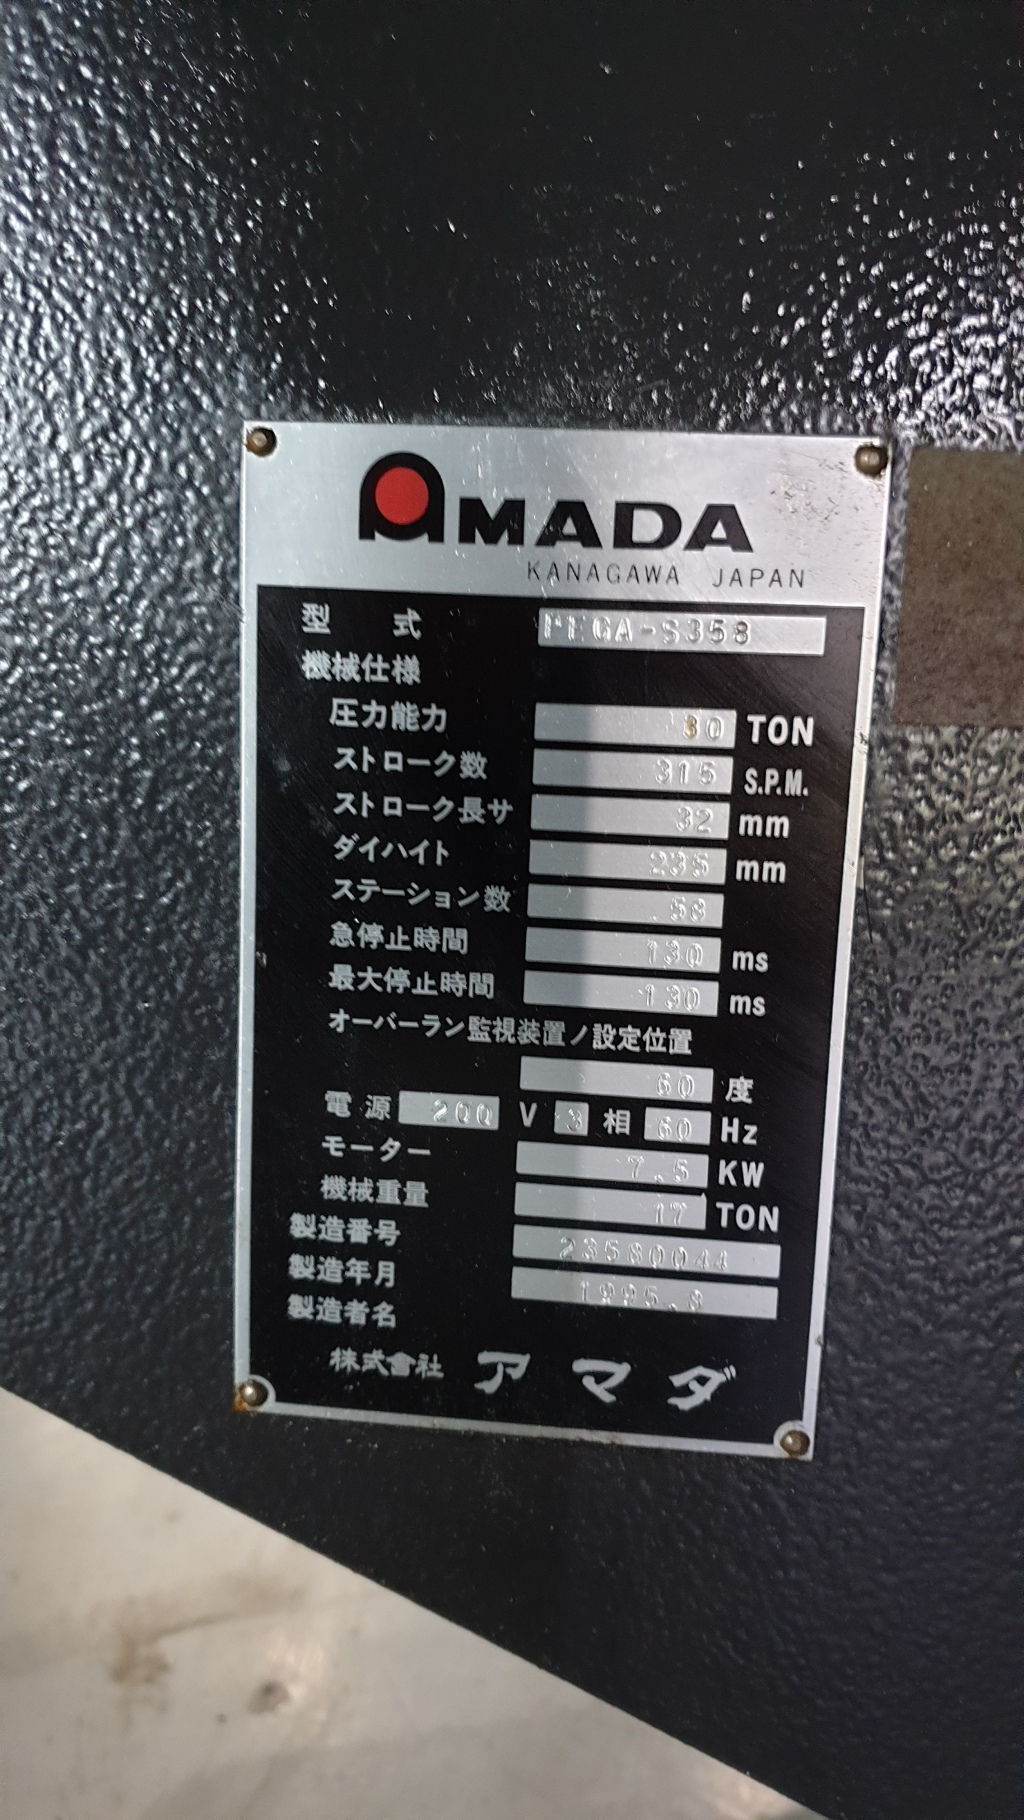 AMADA
KANAGAWA JAPAN
型 式 PEGA-S358
機械仕様
圧力能力 30 TON
ストローク数 315 S.P.M.
ストローク長サ 32 mm
ダイハイト 235 mm
ステーション数 58
急停止時間 130 ms
最大停止時間 130 ms
オーバーラン監視装置ノ設定位置
60 度
電源 200 V 3 相 60 Hz
モーター 7.5 KW
機械重量 17 TON
製造番号 23580044
製造年月 1995.8
製造者名
株式會社 アマダ